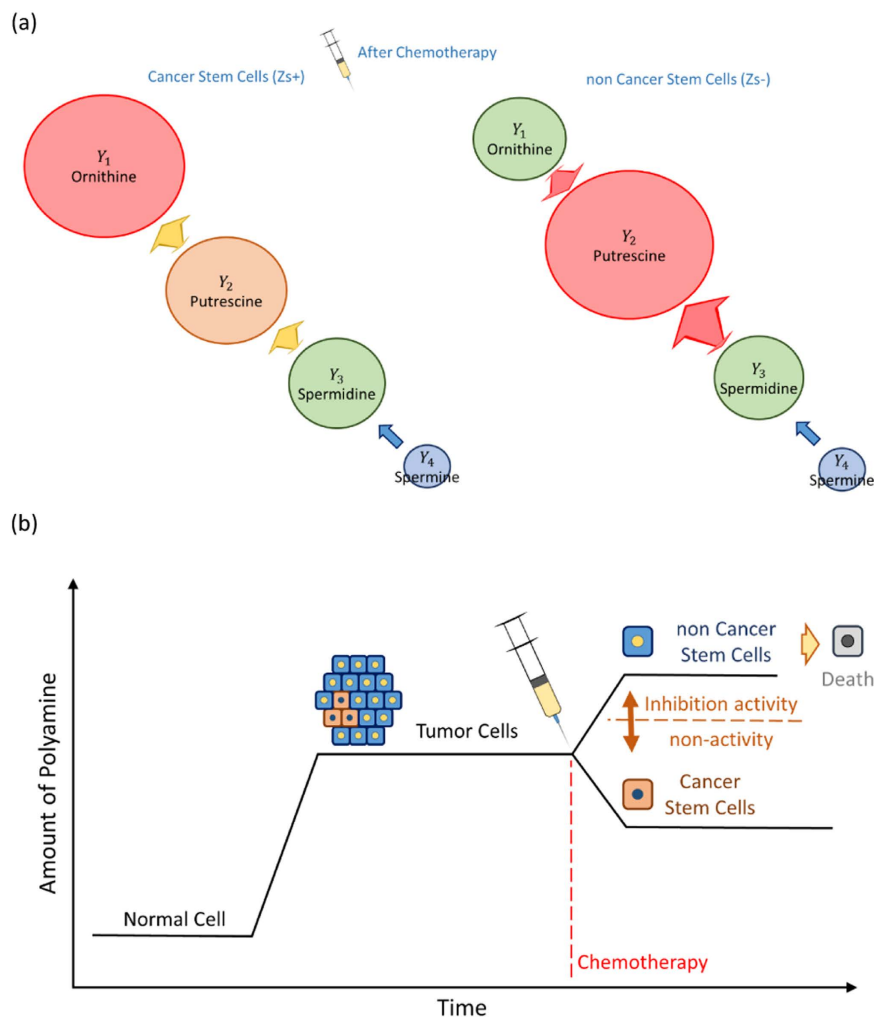 (a)
After Chemotherapy
Cancer Stem Cells (Zs+)
non Cancer Stem Cells (Zs-)
Y₁
Ornithine
Y₂
Putrescine
Y₃
Spermidine
Y₄
Spermine
Y₁
Ornithine
Y₂
Putrescine
Y₃
Spermidine
Y₄
Spermine
(b)
Amount of Polyamine
Normal Cell
Tumor Cells
non Cancer
Stem Cells
Death
Inhibition activity
non-activity
Cancer
Stem Cells
Chemotherapy
Time